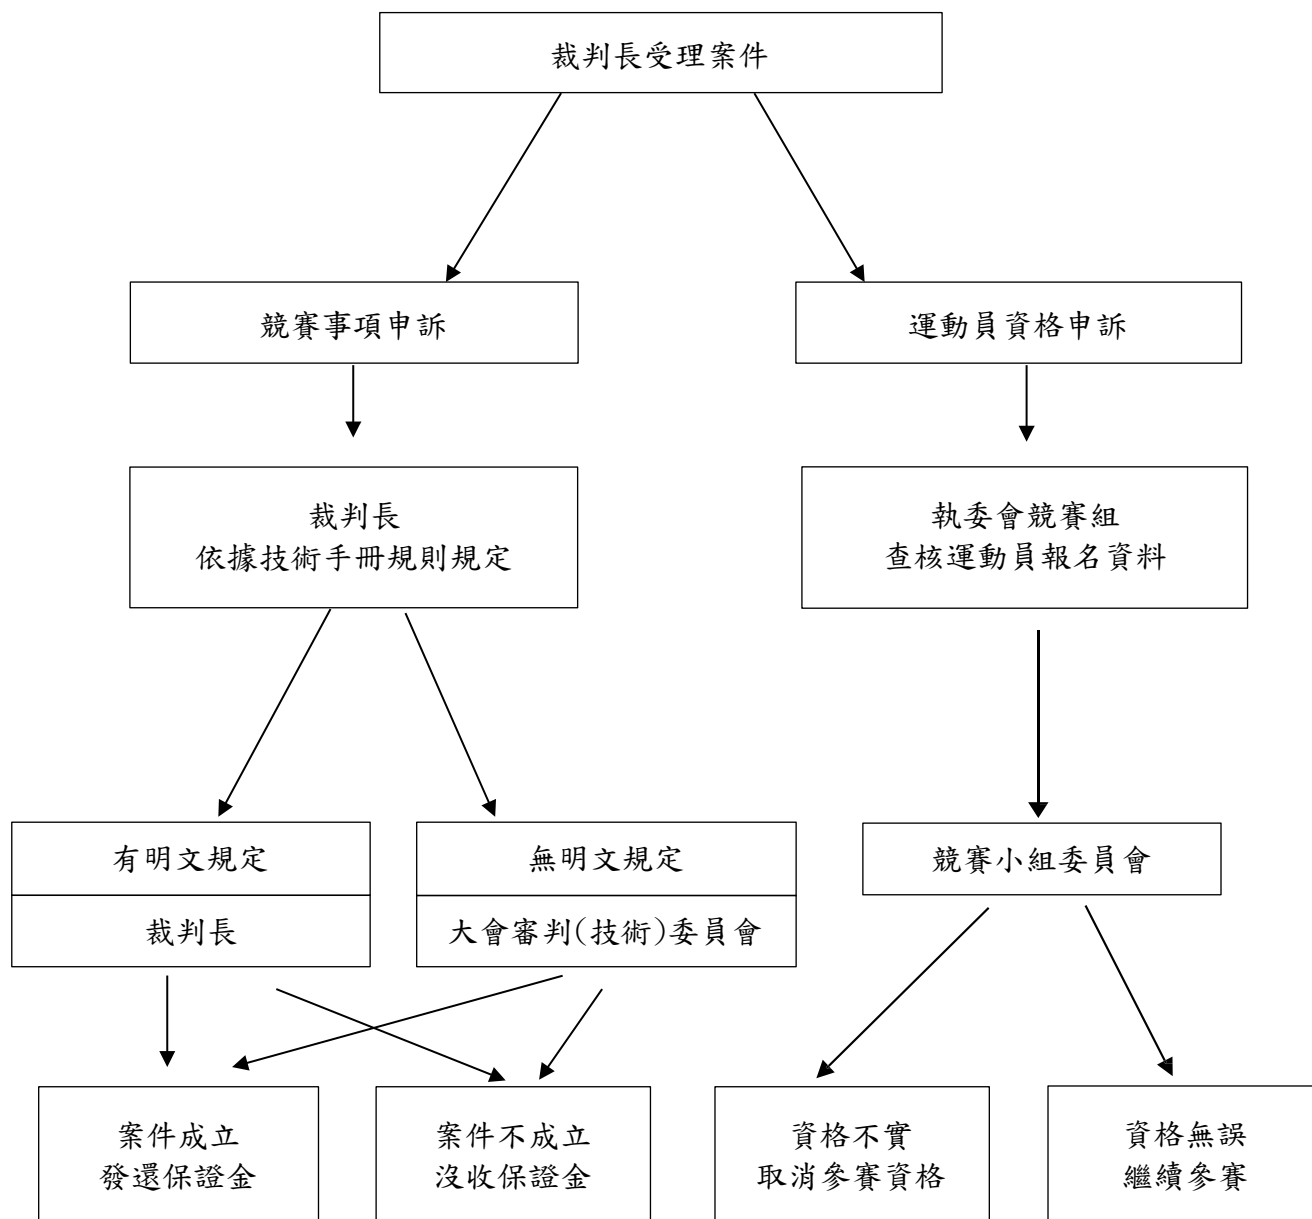 裁判長受理案件
競賽事項申訴
運動員資格申訴
裁判長
依據技術手冊規則規定
執委會競賽組
查核運動員報名資料
有明文規定
裁判長
無明文規定
大會審判(技術)委員會
競賽小組委員會
案件成立
發還保證金
案件不成立
沒收保證金
資格不實
取消參賽資格
資格無誤
繼續參賽